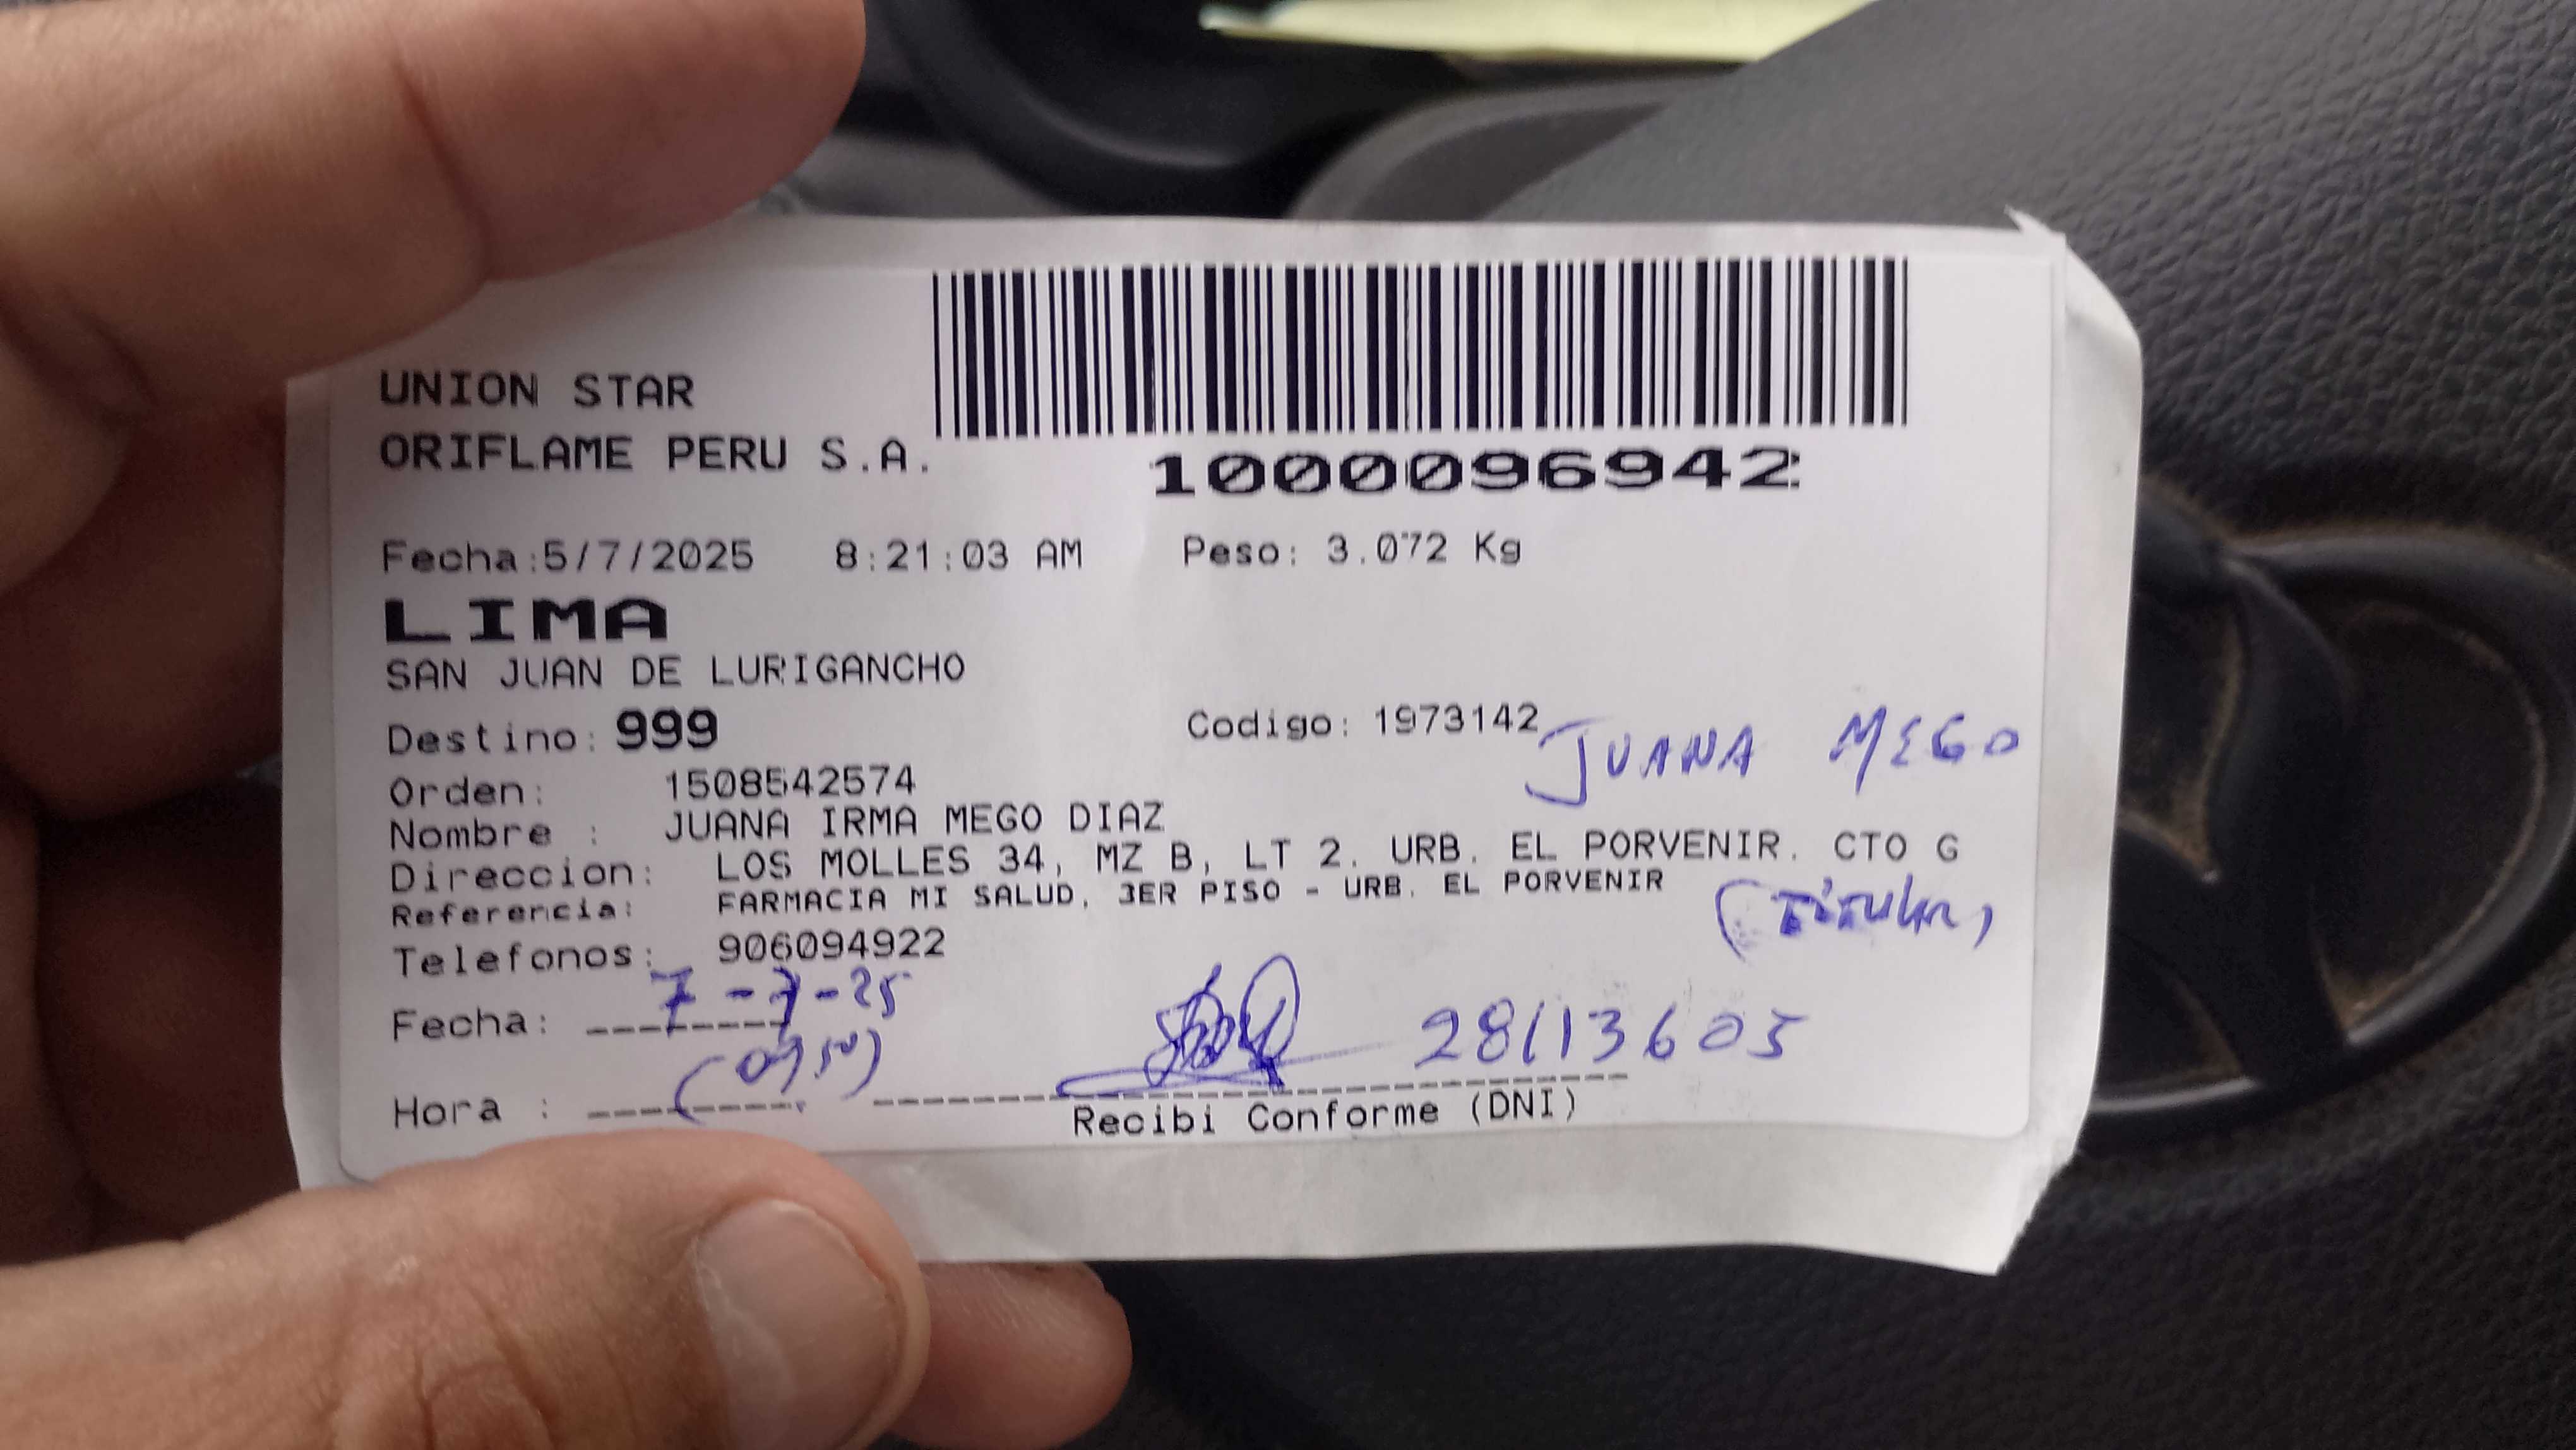 UNION STAR
ORIFLAME PERU S.A.
1000096942
Fecha:5/7/2025 8:21:03 AM Peso: 3.072 Kg
LIMA
SAN JUAN DE LURIGANCHO
Destino: 999 Codigo: 1973142
JUANA MEGO
Orden: 1508542574
Nombre : JUANA IRMA MEGO DIAZ
Direccion: LOS MOLLES 34, MZ B, LT 2. URB. EL PORVENIR. CTO G
Referencia: FARMACIA MI SALUD, 3ER PISO - URB. EL PORVENIR
(Titular)
Telefonos: 906094922
Fecha: 7-7-25
28113605
Hora :
Recibi Conforme (DNI)